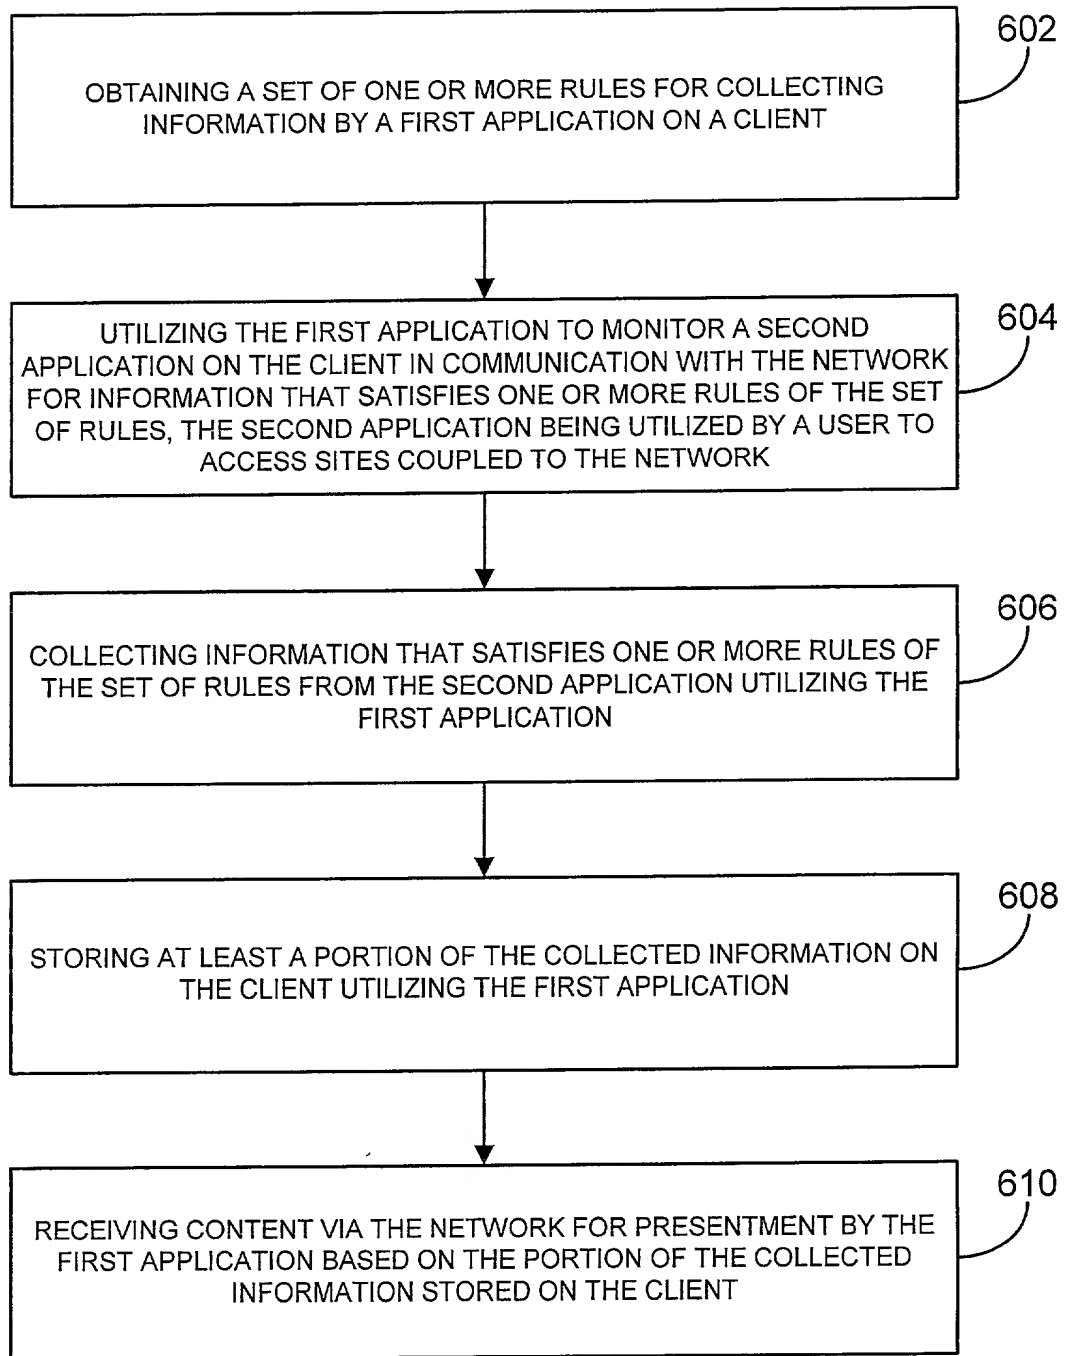 602
OBTAINING A SET OF ONE OR MORE RULES FOR COLLECTING
INFORMATION BY A FIRST APPLICATION ON A CLIENT
604
UTILIZING THE FIRST APPLICATION TO MONITOR A SECOND
APPLICATION ON THE CLIENT IN COMMUNICATION WITH THE NETWORK
FOR INFORMATION THAT SATISFIES ONE OR MORE RULES OF THE SET
OF RULES, THE SECOND APPLICATION BEING UTILIZED BY A USER TO
ACCESS SITES COUPLED TO THE NETWORK
606
COLLECTING INFORMATION THAT SATISFIES ONE OR MORE RULES OF
THE SET OF RULES FROM THE SECOND APPLICATION UTILIZING THE
FIRST APPLICATION
608
STORING AT LEAST A PORTION OF THE COLLECTED INFORMATION ON
THE CLIENT UTILIZING THE FIRST APPLICATION
610
RECEIVING CONTENT VIA THE NETWORK FOR PRESENTMENT BY THE
FIRST APPLICATION BASED ON THE PORTION OF THE COLLECTED
INFORMATION STORED ON THE CLIENT